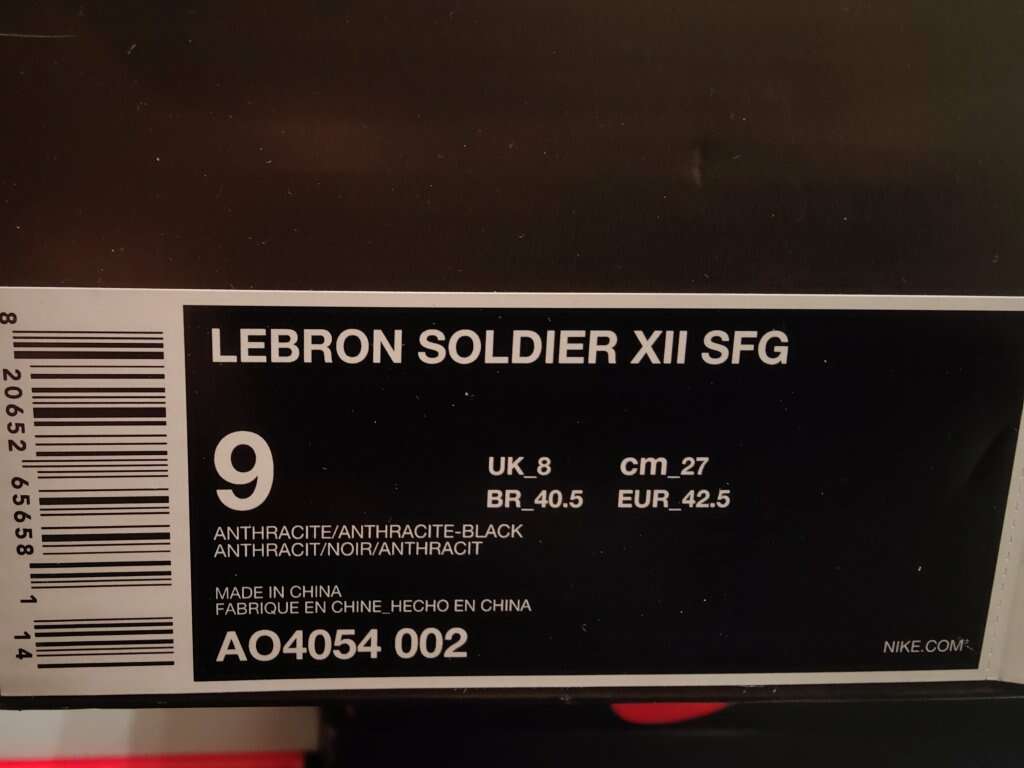 LEBRON SOLDIER XII SFG
9
UK_8 cm_27
BR_40.5 EUR_42.5
ANTHRACITE/ANTHRACITE-BLACK
ANTHRACIT/NOIR/ANTHRACIT
MADE IN CHINA
FABRIQUE EN CHINE_HECHO EN CHINA
AO4054 002
NIKE.COM
8 20652 65658 1 14